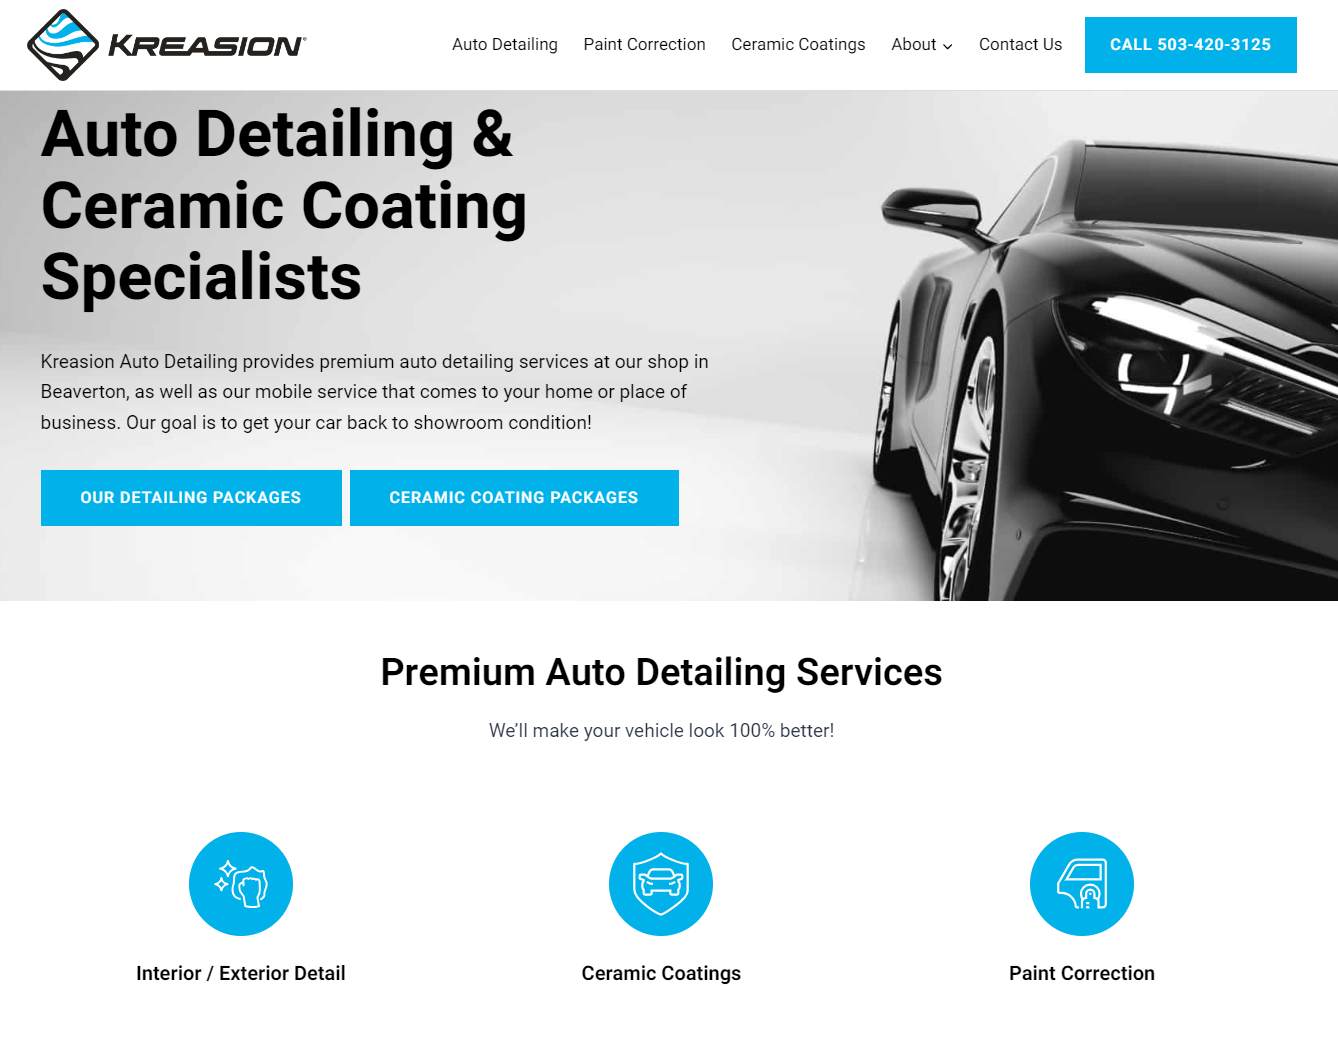 KREASION
Auto Detailing
Paint Correction
Ceramic Coatings
About
Contact Us
CALL 503-420-3125
Auto Detailing &
Ceramic Coating
Specialists
Kreasion Auto Detailing provides premium auto detailing services at our shop in
Beaverton, as well as our mobile service that comes to your home or place of
business. Our goal is to get your car back to showroom condition!
OUR DETAILING PACKAGES
CERAMIC COATING PACKAGES
Premium Auto Detailing Services
We’ll make your vehicle look 100% better!
Interior / Exterior Detail
Ceramic Coatings
Paint Correction